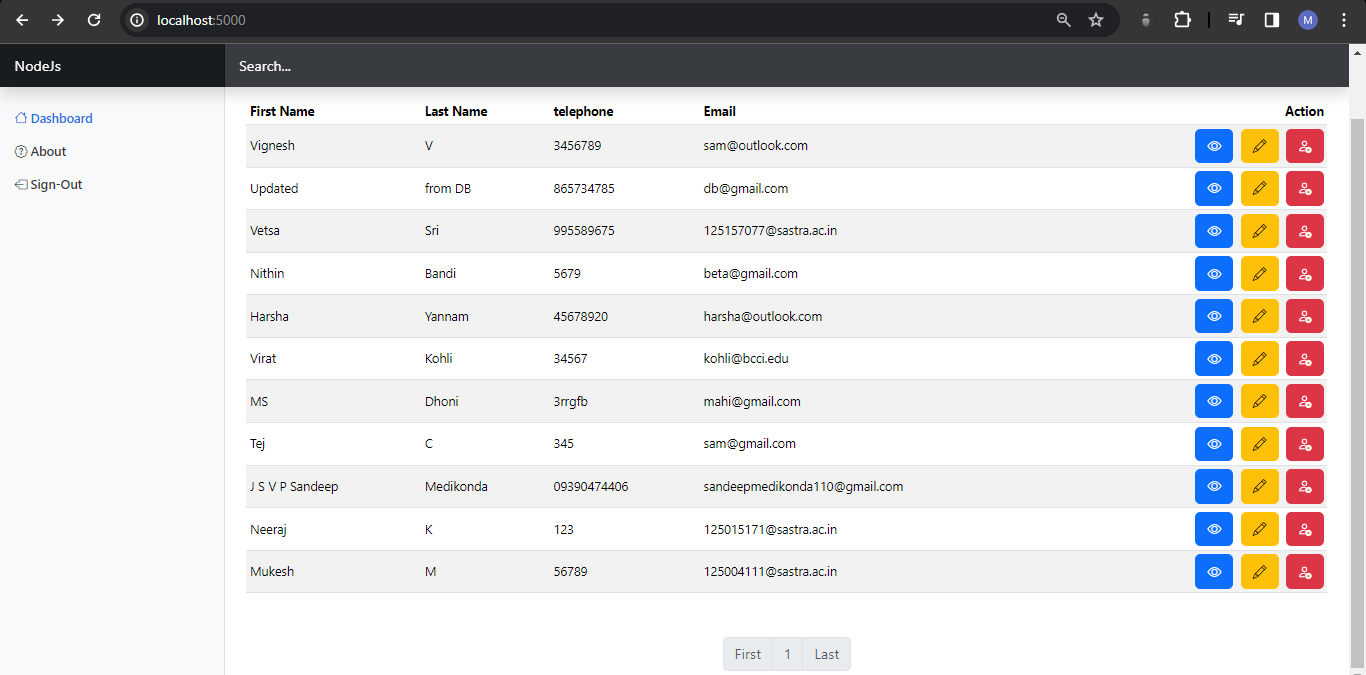 localhost:5000
M
NodeJs
Search...
Dashboard
About
Sign-Out
First Name Last Name telephone Email Action
Vignesh V 3456789 sam@outlook.com
Updated from DB 865734785 db@gmail.com
Vetsa Sri 995589675 125157077@sastra.ac.in
Nithin Bandi 5679 beta@gmail.com
Harsha Yannam 45678920 harsha@outlook.com
Virat Kohli 34567 kohli@bcci.edu
MS Dhoni 3rrgfb mahi@gmail.com
Tej C 345 sam@gmail.com
J S V P Sandeep Medikonda 09390474406 sandeepmedikonda110@gmail.com
Neeraj K 123 125015171@sastra.ac.in
Mukesh M 56789 125004111@sastra.ac.in
First 1 Last